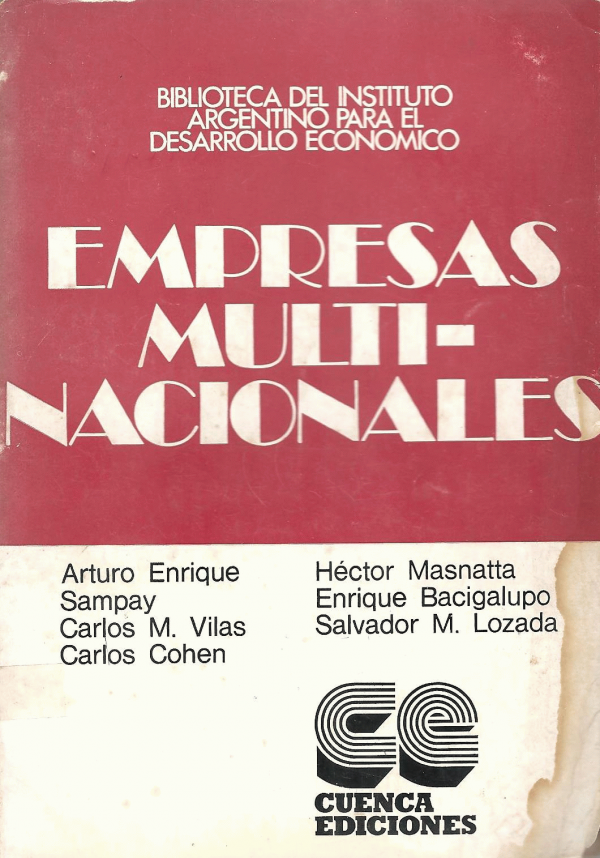 BIBLIOTECA DEL INSTITUTO
ARGENTINO PARA EL
DESARROLLO ECONOMICO
EMPRESAS
MULTI-
NACIONALES
Arturo Enrique
Sampay
Carlos M. Vilas
Carlos Cohen
Héctor Masnatta
Enrique Bacigalupo
Salvador M. Lozada
ce
CUENCA
EDICIONES